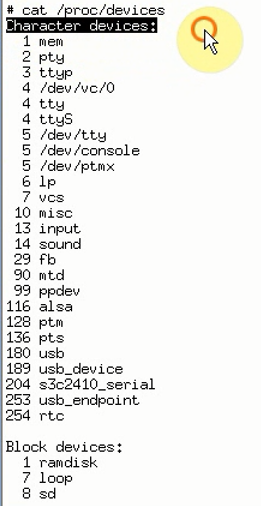 # cat /proc/devices
Character devices:
1 mem
2 pty
3 ttyp
4 /dev/vc/0
4 tty
4 ttyS
5 /dev/tty
5 /dev/console
5 /dev/ptmx
6 lp
7 vcs
10 misc
13 input
14 sound
29 fb
90 mtd
99 ppdev
116 alsa
128 ptm
136 pts
180 usb
189 usb_device
204 s3c2410_serial
253 usb_endpoint
254 rtc
Block devices:
1 ramdisk
7 loop
8 sd